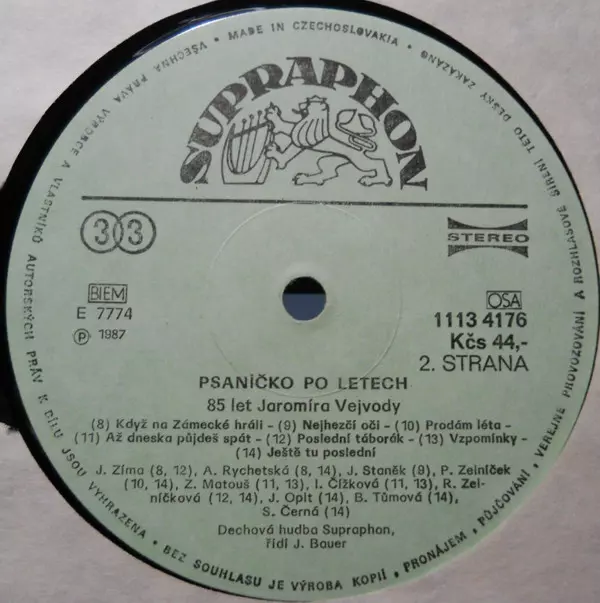 • MADE IN CZECHOSLOVAKIA •
VŠECHNA PRÁVA VÝROBCE A VLASTNÍKŮ AUTORSKÝCH PRÁV K DÍLU JSOU VYHRAZENA • BEZ SOUHLASU JE VÝROBA KOPIÍ, PRONÁJEM, PŮJČOVÁNÍ, VEŘEJNÉ PROVOZOVÁNÍ A ROZHLASOVÉ ŠÍŘENÍ TÉTO DESKY ZAKÁZÁNO
SUPRAPHON
33
STEREO
BIEM
E 7774
℗ 1987
OSA
1113 4176
Kčs 44,-
2. STRANA
PSANÍČKO PO LETECH
85 let Jaromíra Vejvody
(8) Když na Zámecké hráli - (9) Nejhezčí oči - (10) Prodám léta -
(11) Až dneska půjdeš spát - (12) Poslední táborák - (13) Vzpomínky -
(14) Ještě tu poslední
J. Zíma (8, 12), A. Rychetská (8, 14), J. Staněk (9), P. Zelníček
(10, 14), Z. Matouš (11, 13), I. Čížková (11, 13), R. Zel-
níčková (12, 14), J. Opit (14), B. Tůmová (14),
S. Černá (14)
Dechová hudba Supraphon,
řídí J. Bauer